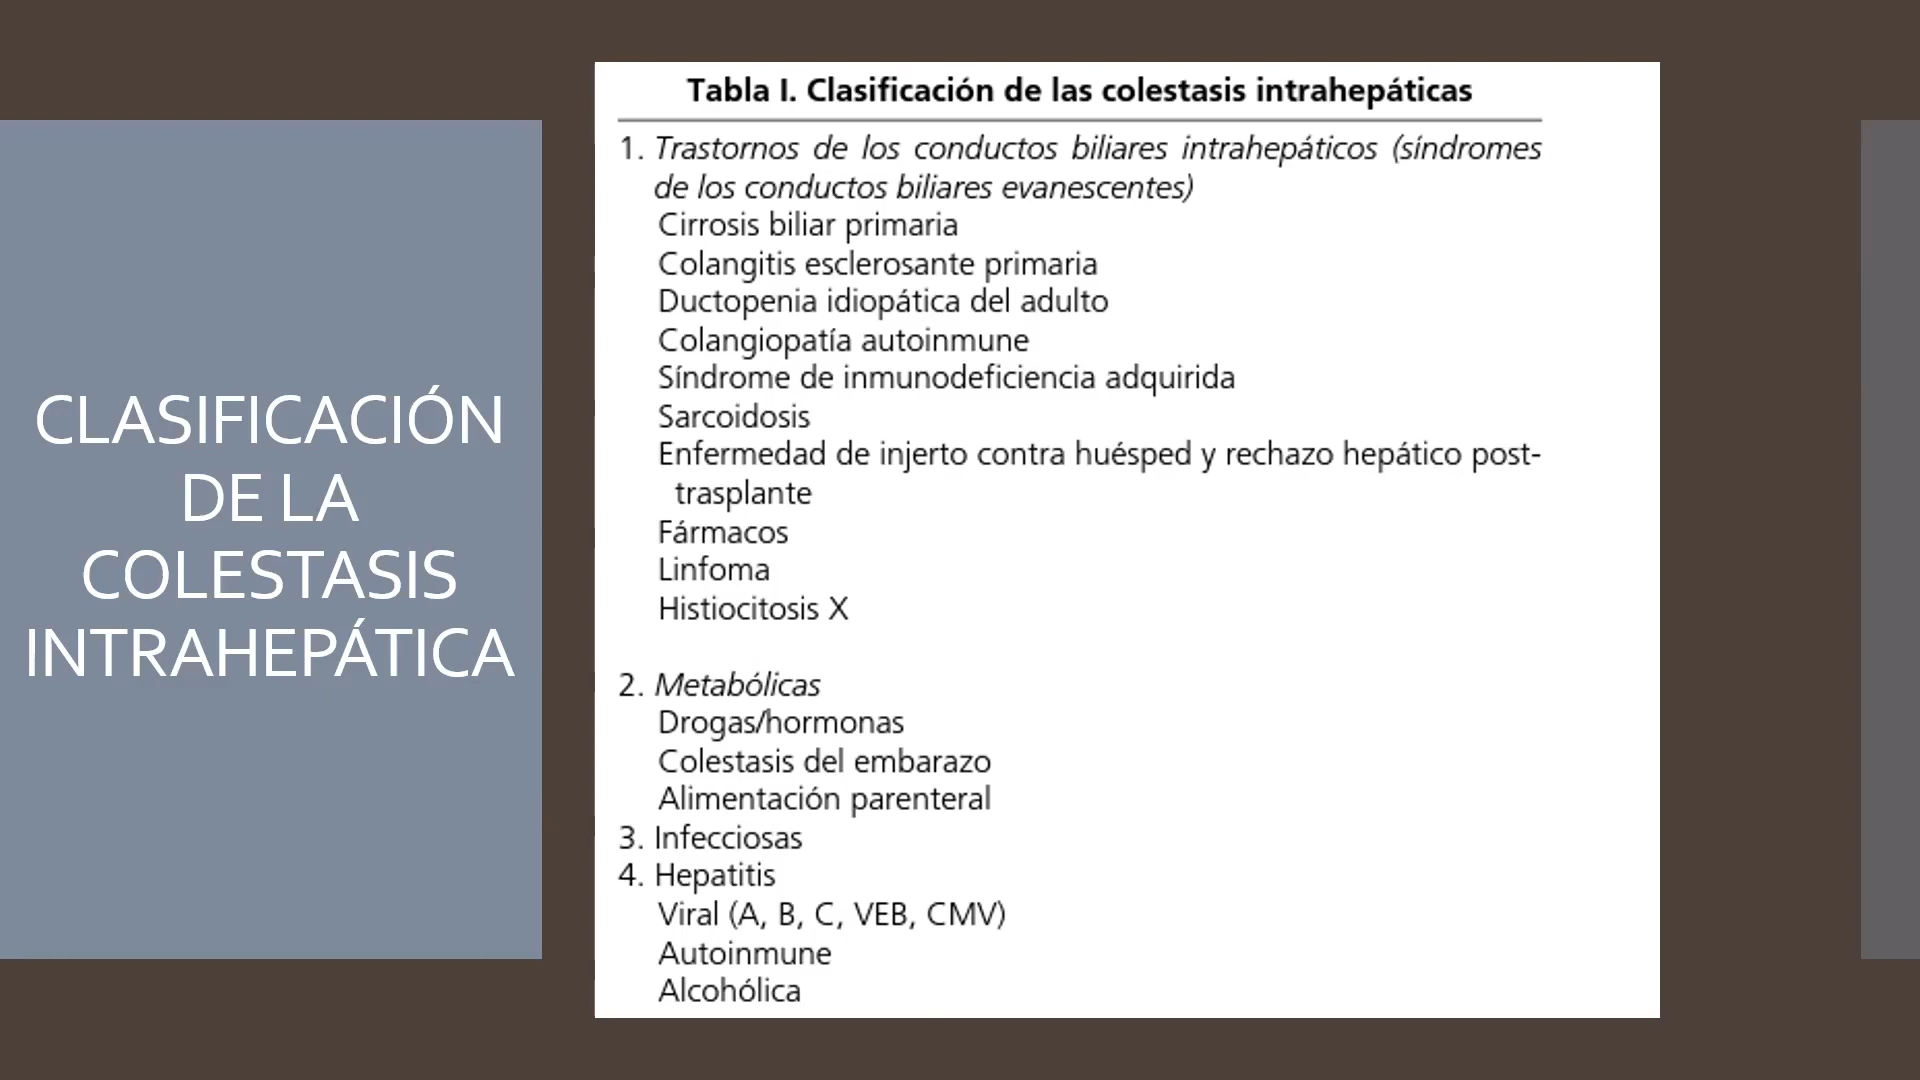 CLASIFICACIÓN
DE LA
COLESTASIS
INTRAHEPÁTICA
Tabla I. Clasificación de las colestasis intrahepáticas
1. Trastornos de los conductos biliares intrahepáticos (síndromes
de los conductos biliares evanescentes)
Cirrosis biliar primaria
Colangitis esclerosante primaria
Ductopenia idiopática del adulto
Colangiopatía autoinmune
Síndrome de inmunodeficiencia adquirida
Sarcoidosis
Enfermedad de injerto contra huésped y rechazo hepático post-
trasplante
Fármacos
Linfoma
Histiocitosis X
2. Metabólicas
Drogas/hormonas
Colestasis del embarazo
Alimentación parenteral
3. Infecciosas
4. Hepatitis
Viral (A, B, C, VEB, CMV)
Autoinmune
Alcohólica